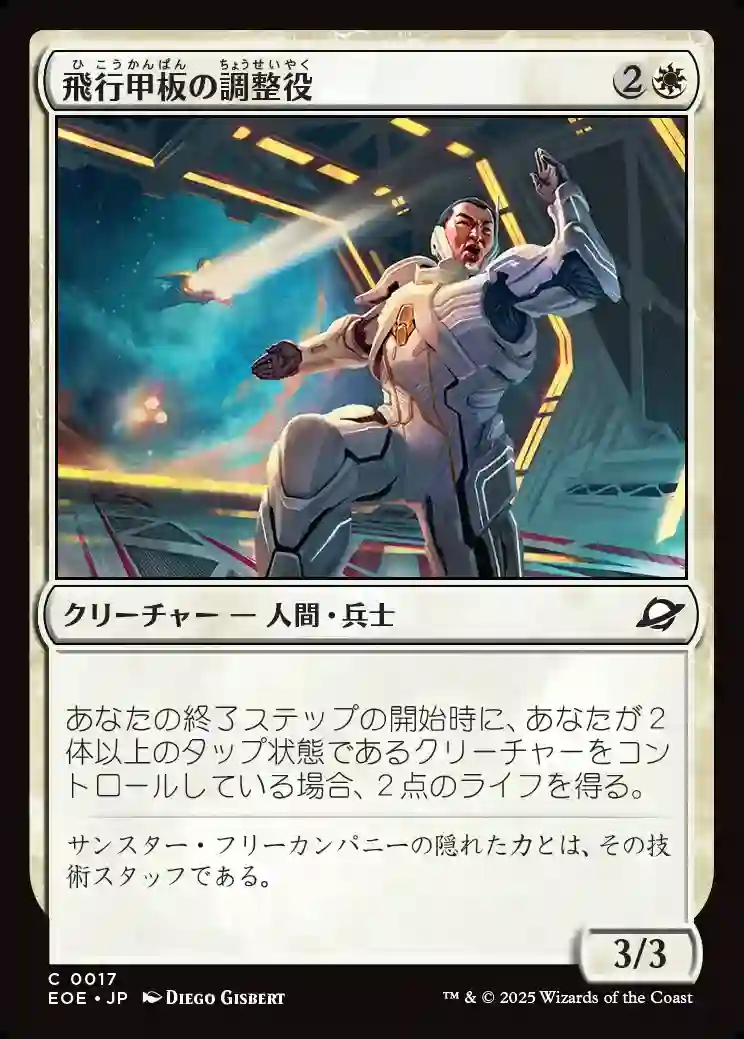 ひこうかんぱん ちょうせいやく
飛行甲板の調整役 2
クリーチャー — 人間・兵士
あなたの終了ステップの開始時に、あなたが２
体以上のタップ状態であるクリーチャーをコン
トロールしている場合、２点のライフを得る。
サンスター・フリーカンパニーの隠れた力とは、その技
術スタッフである。
3/3
C 0017
EOE • JP Diego Gisbert ™ & © 2025 Wizards of the Coast